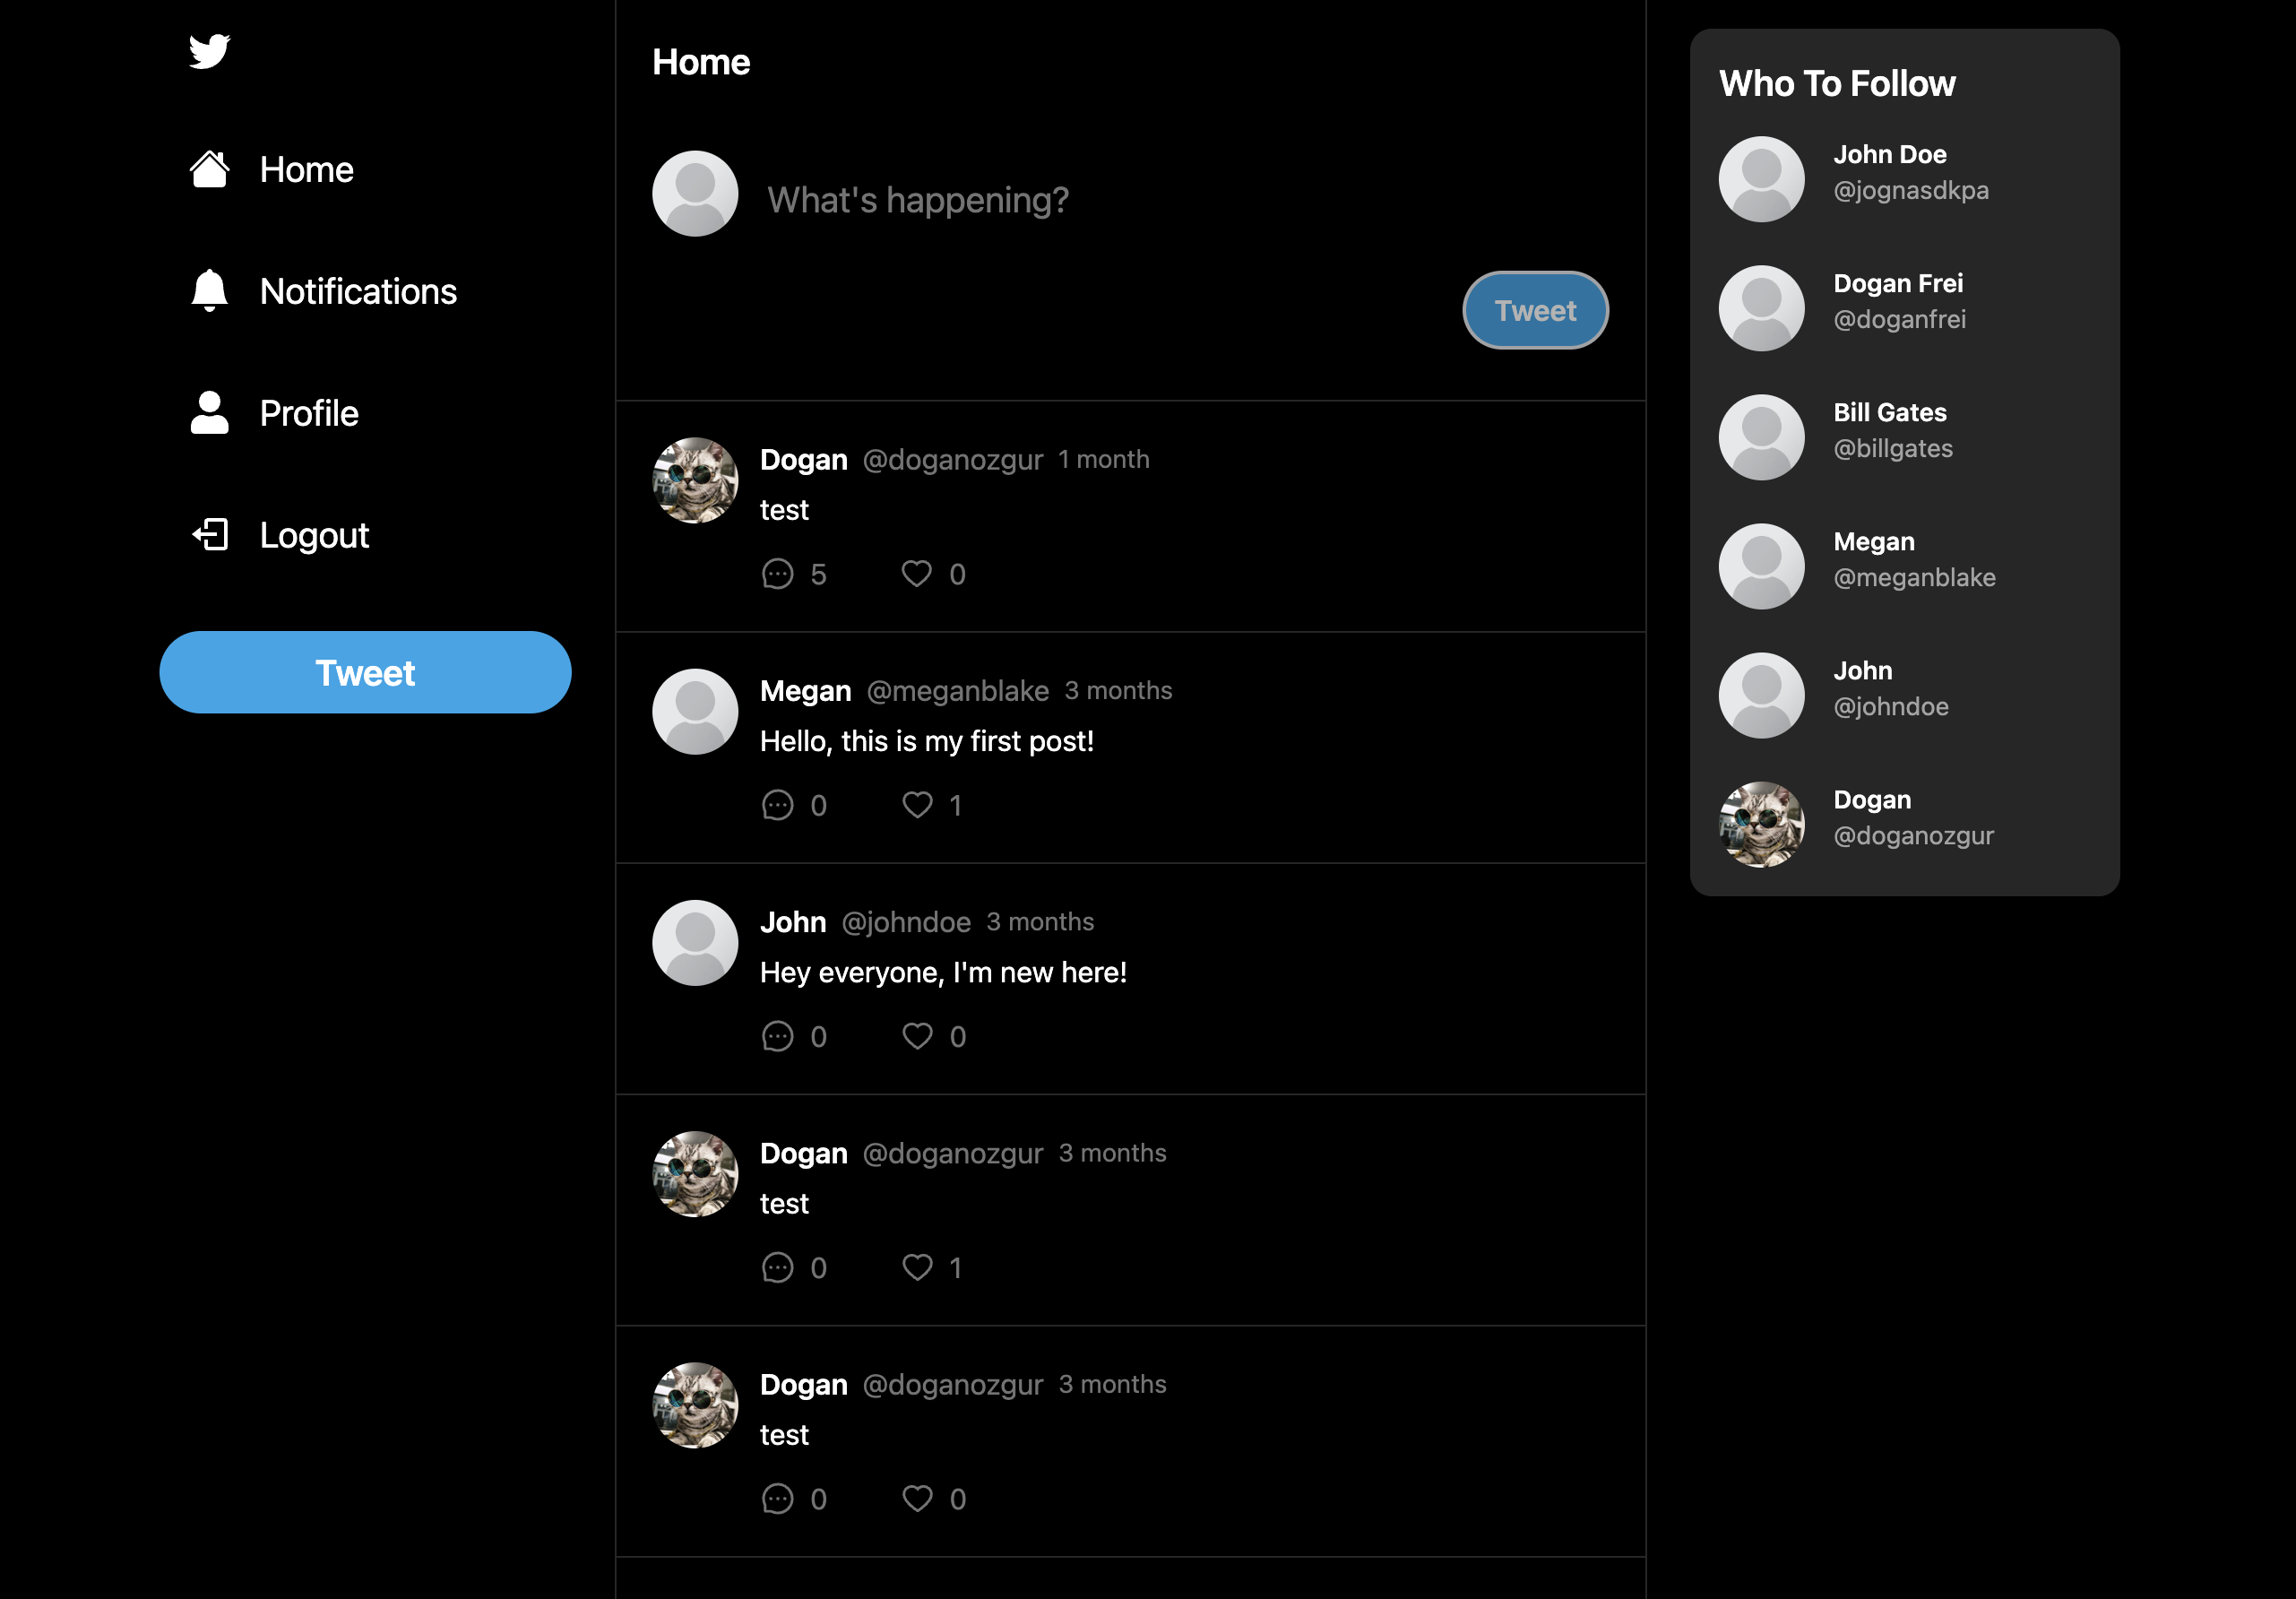 Home
Notifications
Profile
Logout
Tweet
Home
What's happening?
Tweet
Dogan @doganozgur 1 month
test
5 0
Megan @meganblake 3 months
Hello, this is my first post!
0 1
John @johndoe 3 months
Hey everyone, I'm new here!
0 0
Dogan @doganozgur 3 months
test
0 1
Dogan @doganozgur 3 months
test
0 0
Who To Follow
John Doe
@jognasdkpa
Dogan Frei
@doganfrei
Bill Gates
@billgates
Megan
@meganblake
John
@johndoe
Dogan
@doganozgur